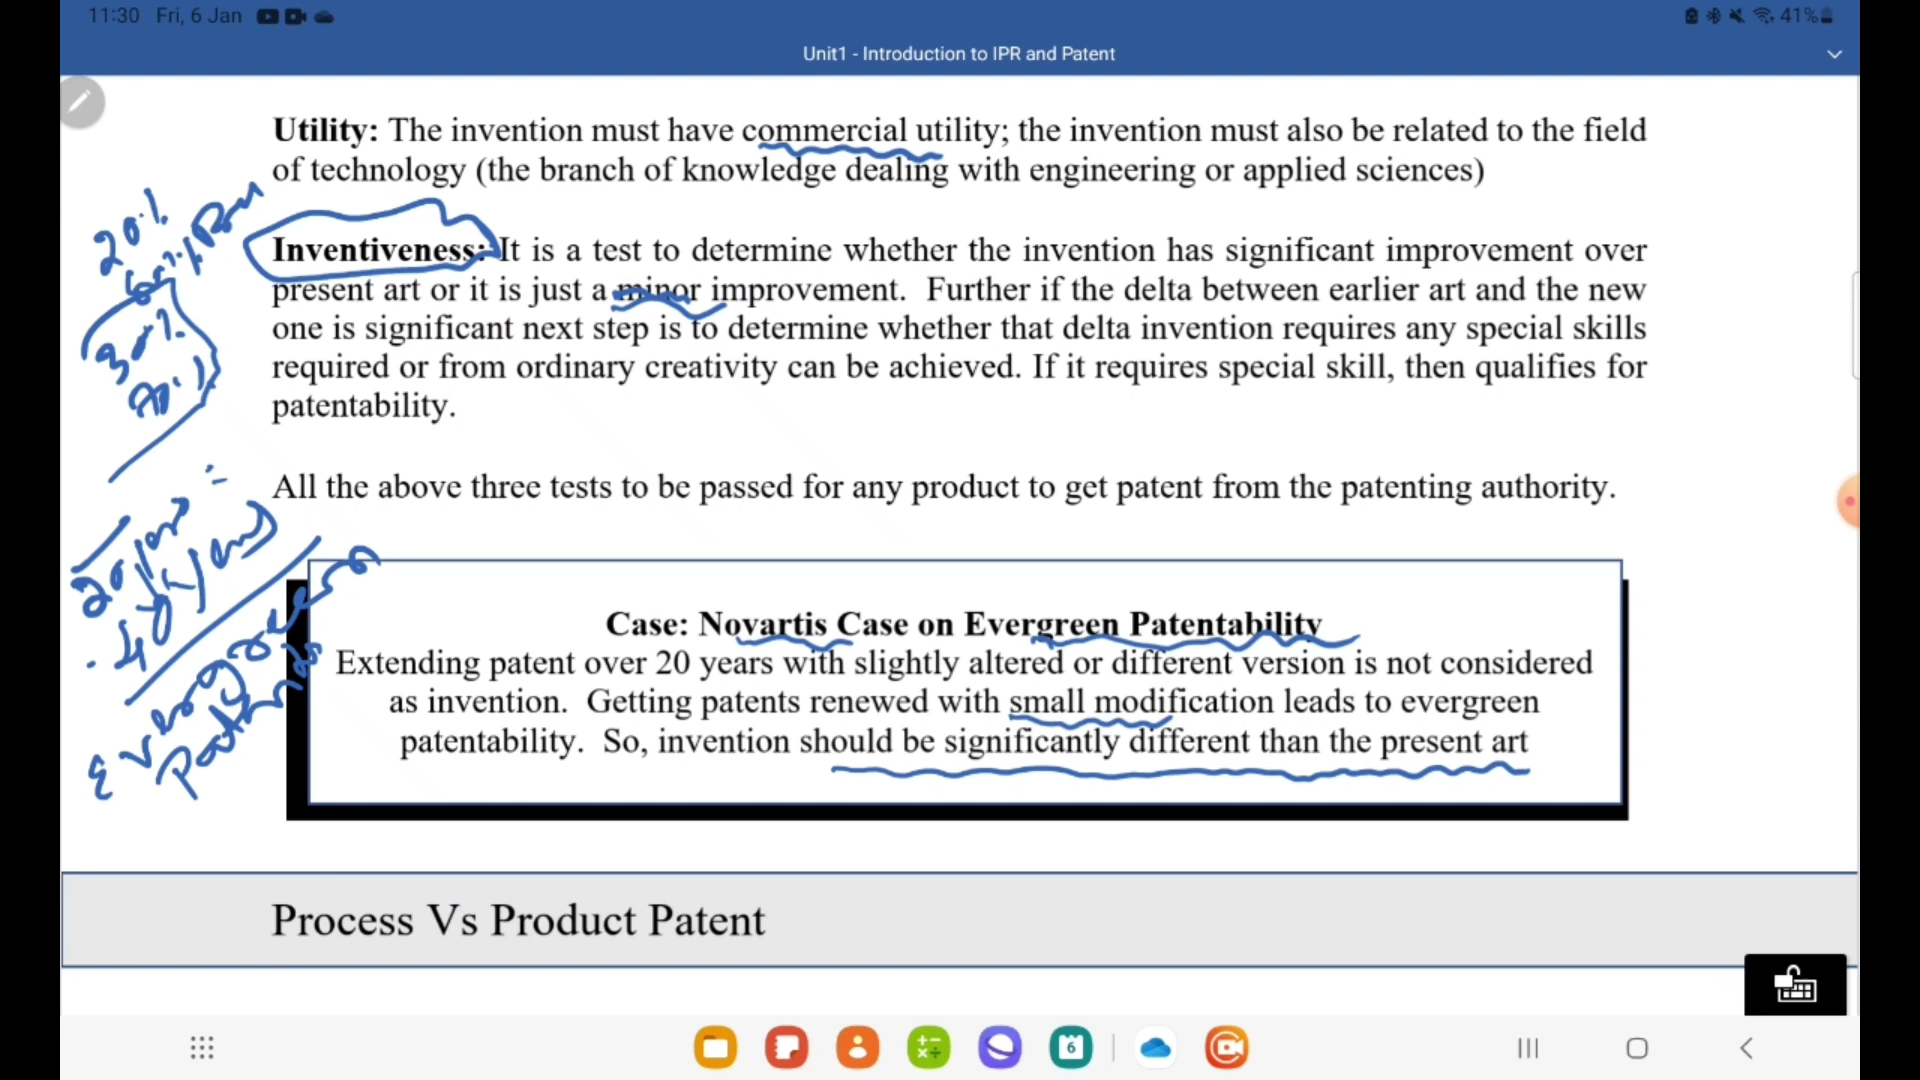 11:30 Fri, 6 Jan
41%
Unit1 - Introduction to IPR and Patent
Utility: The invention must have commercial utility; the invention must also be related to the field
of technology (the branch of knowledge dealing with engineering or applied sciences)
20%
Inventiveness: It is a test to determine whether the invention has significant improvement over
present art or it is just a minor improvement. Further if the delta between earlier art and the new
30%
one is significant next step is to determine whether that delta invention requires any special skills
required or from ordinary creativity can be achieved. If it requires special skill, then qualifies for
patentability.
All the above three tests to be passed for any product to get patent from the patenting authority.
Case: Novartis Case on Evergreen Patentability
Extending patent over 20 years with slightly altered or different version is not considered
as invention. Getting patents renewed with small modification leads to evergreen
patentability. So, invention should be significantly different than the present art
Evergreen
Patents
Process Vs Product Patent
6